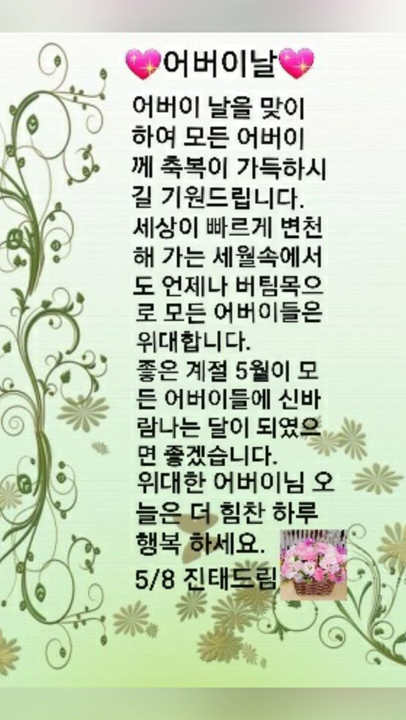 💖어버이날💖
어버이 날을 맞이
하여 모든 어버이
께 축복이 가득하시
길 기원드립니다.
세상이 빠르게 변천
해 가는 세월속에서
도 언제나 버팀목으
로 모든 어버이들은
위대합니다.
좋은 계절 5월이 모
든 어버이들에 신바
람나는 달이 되였으
면 좋겠습니다.
위대한 어버이님 오
늘은 더 힘찬 하루
행복 하세요.
5/8 진태드림